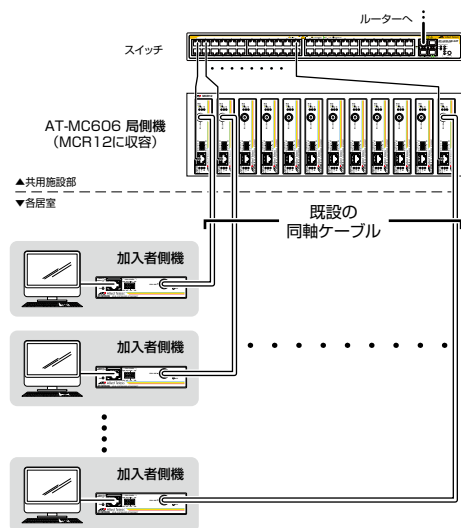 ルーターへ
スイッチ
AT-MC606 局側機
(MCR12に収容)
▲共用施設部
▼各居室
既設の
同軸ケーブル
加入者側機
加入者側機
加入者側機